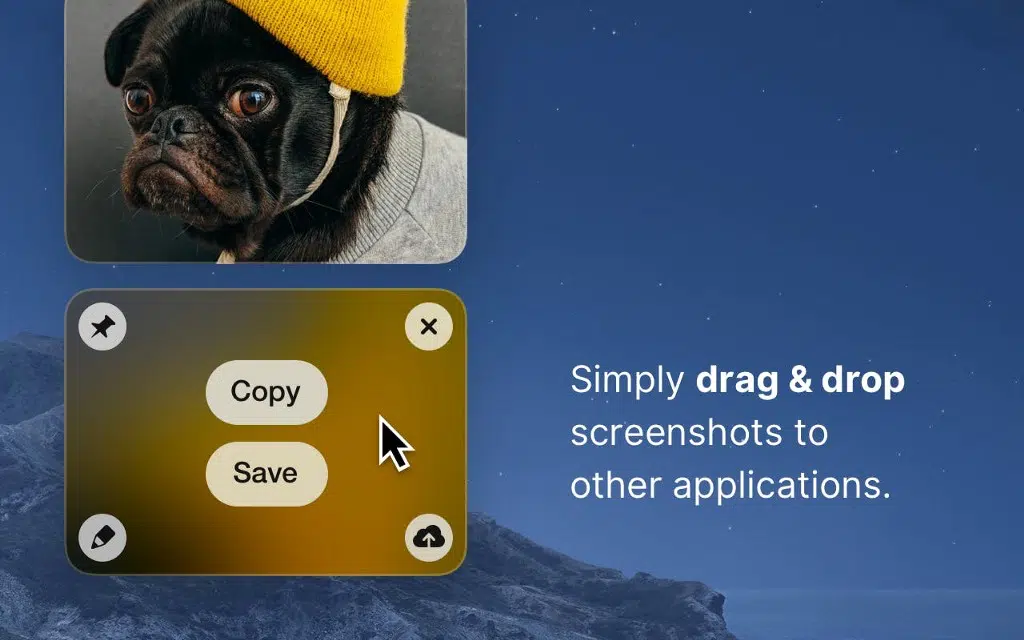 Copy
Save
Simply drag & drop
screenshots to
other applications.